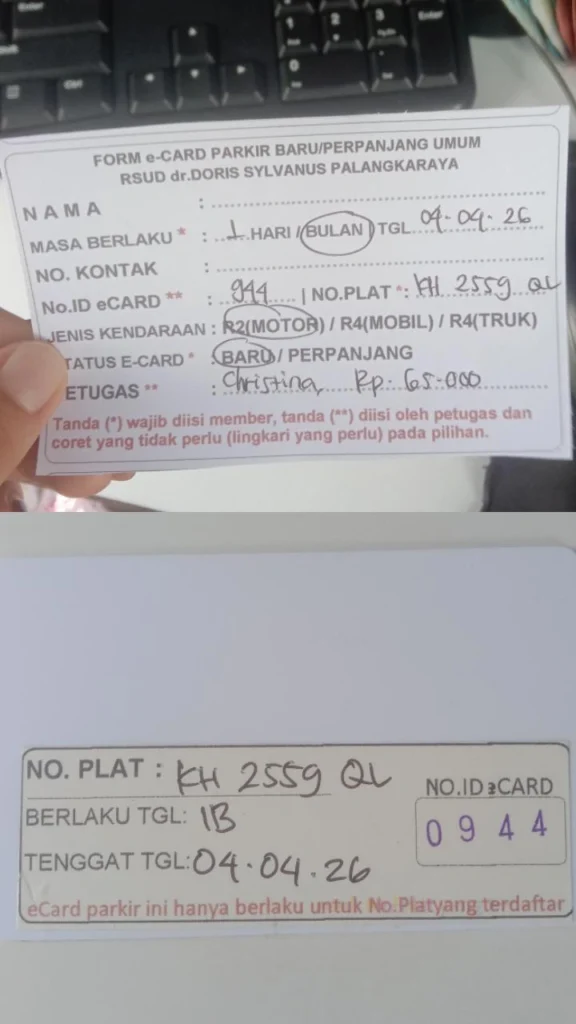 FORM e-CARD PARKIR BARU/PERPANJANG UMUM
RSUD dr.DORIS SYLVANUS PALANGKARAYA
NAMA :
MASA BERLAKU * : 1 HARI / BULAN TGL 04-04-26
NO. KONTAK :
No.ID eCARD ** : 944 | NO.PLAT *: KH 2559 QL
JENIS KENDARAAN : R2(MOTOR) / R4(MOBIL) / R4(TRUK)
TATUS E-CARD * : BARU / PERPANJANG
ETUGAS ** : Christina, Rp. 65.000
Tanda (*) wajib diisi member, tanda (**) diisi oleh petugas dan
coret yang tidak perlu (lingkari yang perlu) pada pilihan.
NO. PLAT : KH 2559 QL
NO.ID eCARD
BERLAKU TGL: 1B
0944
TENGGAT TGL: 04.04.26
eCard parkir ini hanya berlaku untuk No.Platyang terdaftar